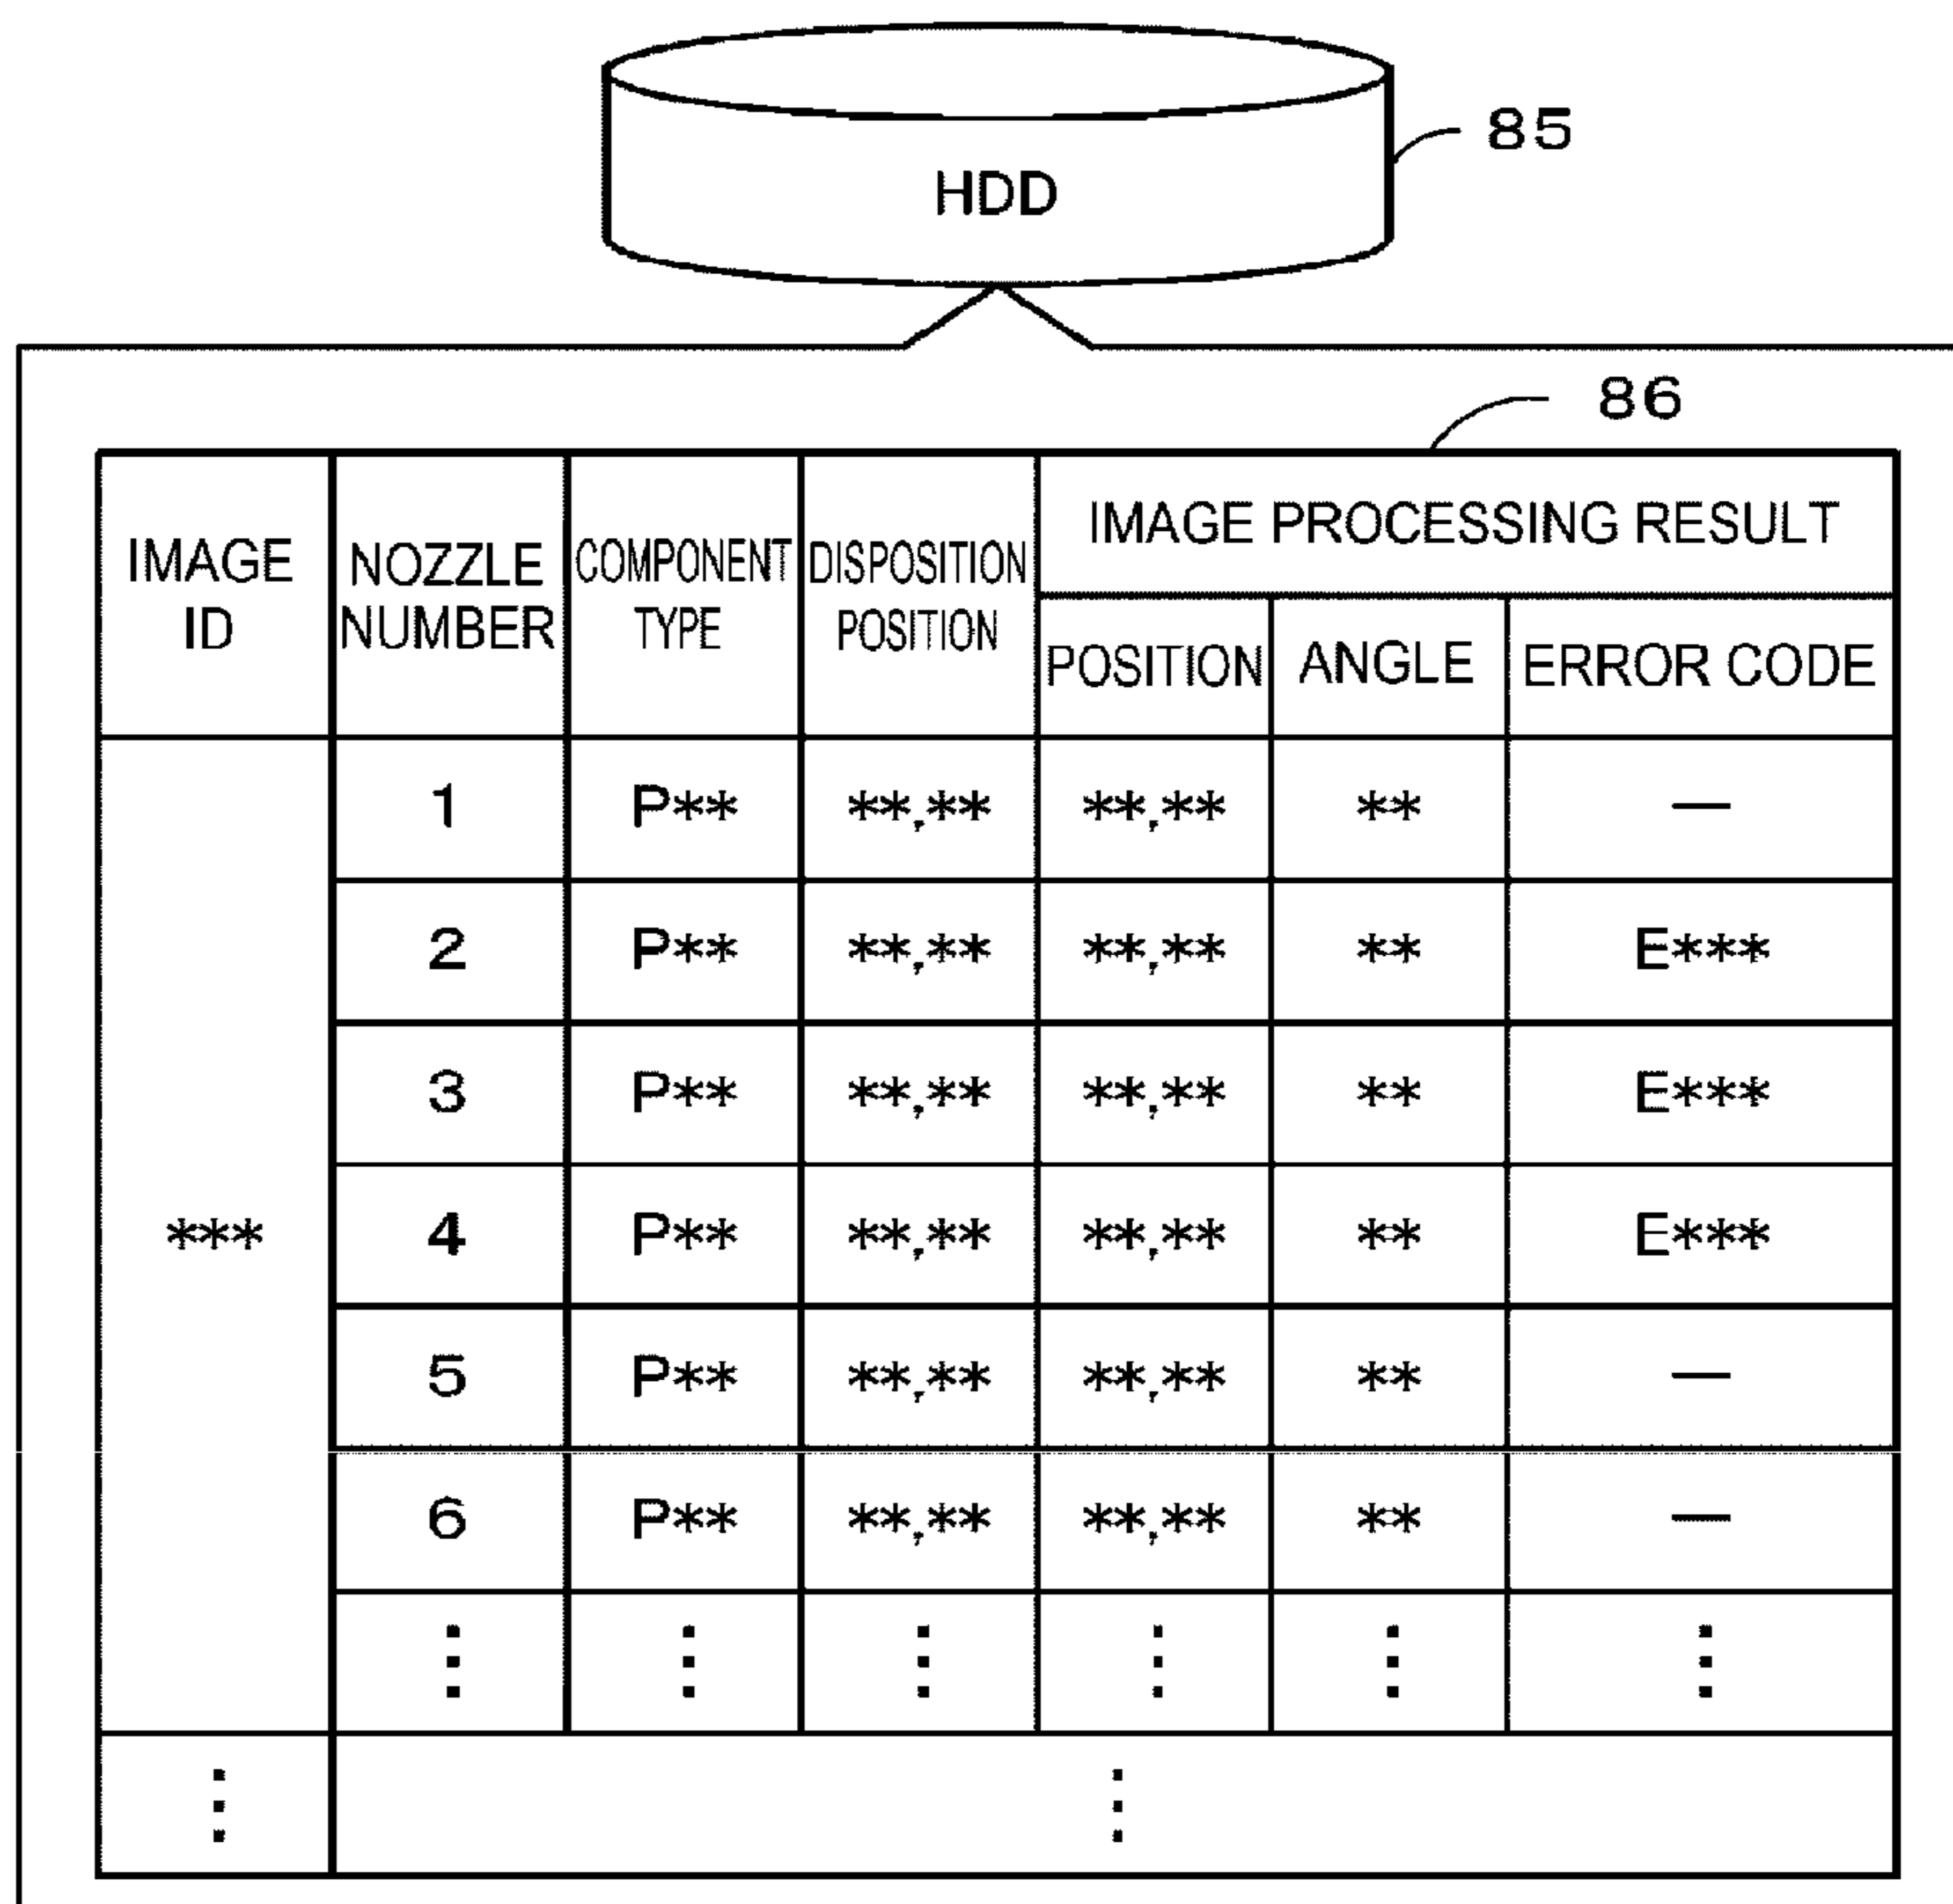 85
HDD
86
IMAGE ID NOZZLE NUMBER COMPONENT TYPE DISPOSITION POSITION IMAGE PROCESSING RESULT
POSITION ANGLE ERROR CODE
1 P** **,** **,** ** —
2 P** **,** **,** ** E***
3 P** **,** **,** ** E***
*** 4 P** **,** **,** ** E***
5 P** **,** **,** ** —
6 P** **,** **,** ** —